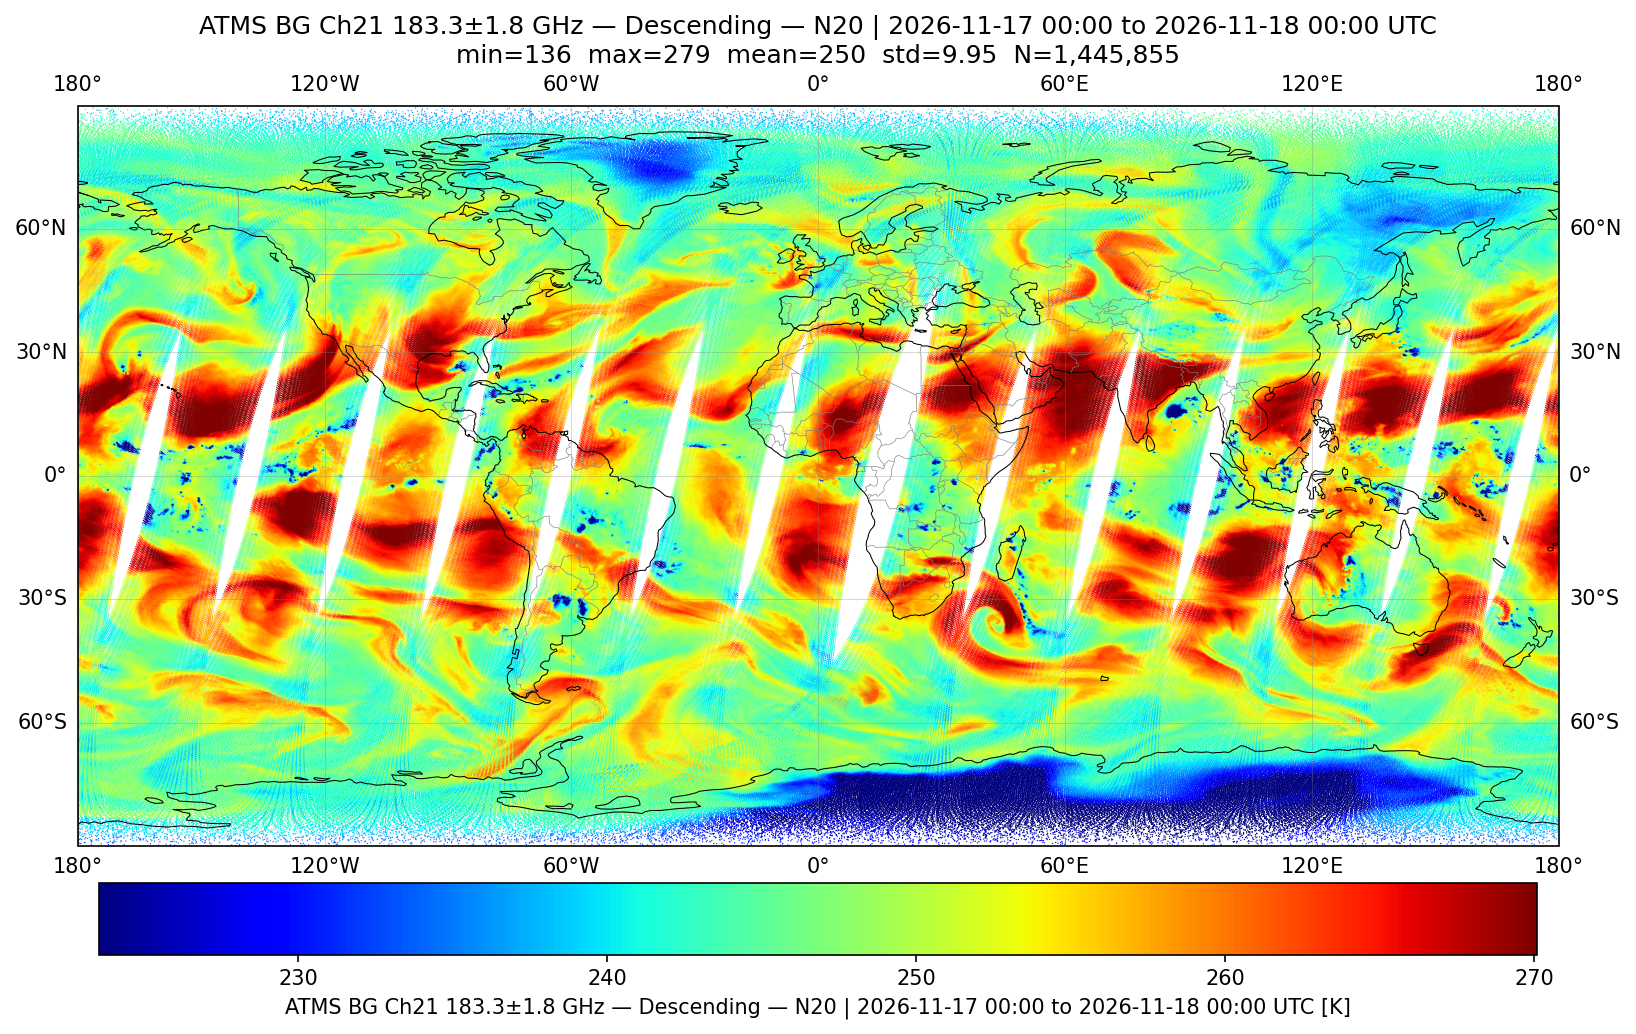 ATMS BG Ch21 183.3±1.8 GHz — Descending — N20 | 2026-11-17 00:00 to 2026-11-18 00:00 UTC
min=136  max=279  mean=250  std=9.95  N=1,445,855
180° 120°W 60°W 0° 60°E 120°E 180°
60°N 60°N
30°N 30°N
0° 0°
30°S 30°S
60°S 60°S
180° 120°W 60°W 0° 60°E 120°E 180°
230 240 250 260 270
ATMS BG Ch21 183.3±1.8 GHz — Descending — N20 | 2026-11-17 00:00 to 2026-11-18 00:00 UTC [K]